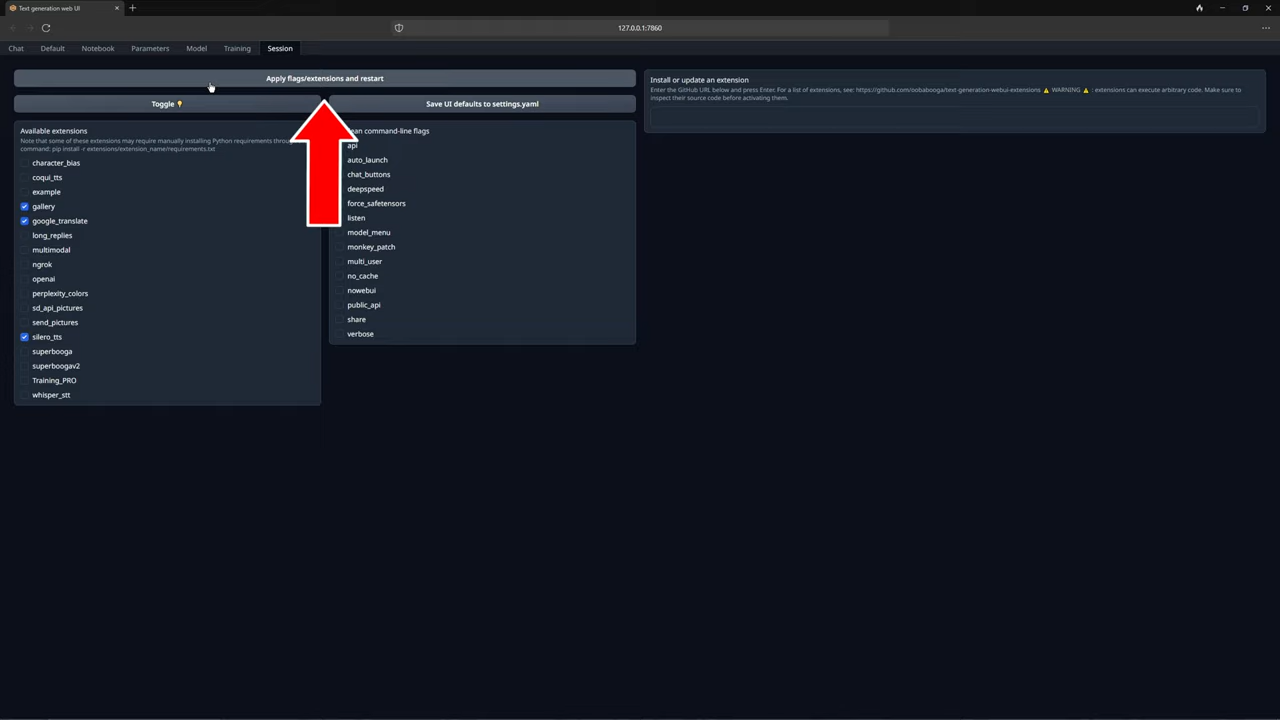 Text generation web UI
127.0.0.1:7860
Chat
Default
Notebook
Parameters
Model
Training
Session
Apply flags/extensions and restart
Toggle
Save UI defaults to settings.yaml
Available extensions
Note that some of these extensions may require manually installing Python requirements
command: pip install -r extensions/extension_name/requirements.txt
character_bias
coqui_tts
example
gallery
google_translate
long_replies
multimodal
ngrok
openai
perplexity_colors
sd_api_pictures
send_pictures
silero_tts
superbooga
superboogav2
Training_PRO
whisper_stt
command-line flags
api
auto_launch
chat_buttons
deepspeed
force_safetensors
listen
model_menu
monkey_patch
multi_user
no_cache
nowebui
public_api
share
verbose
Install or update an extension
Enter the GitHub URL below and press Enter. For a list of extensions, see: https://github.com/oobabooga/text-generation-webui-extensions ⚠ WARNING ⚠ : extensions can execute arbitrary code. Make sure to
inspect their source code before activating them.